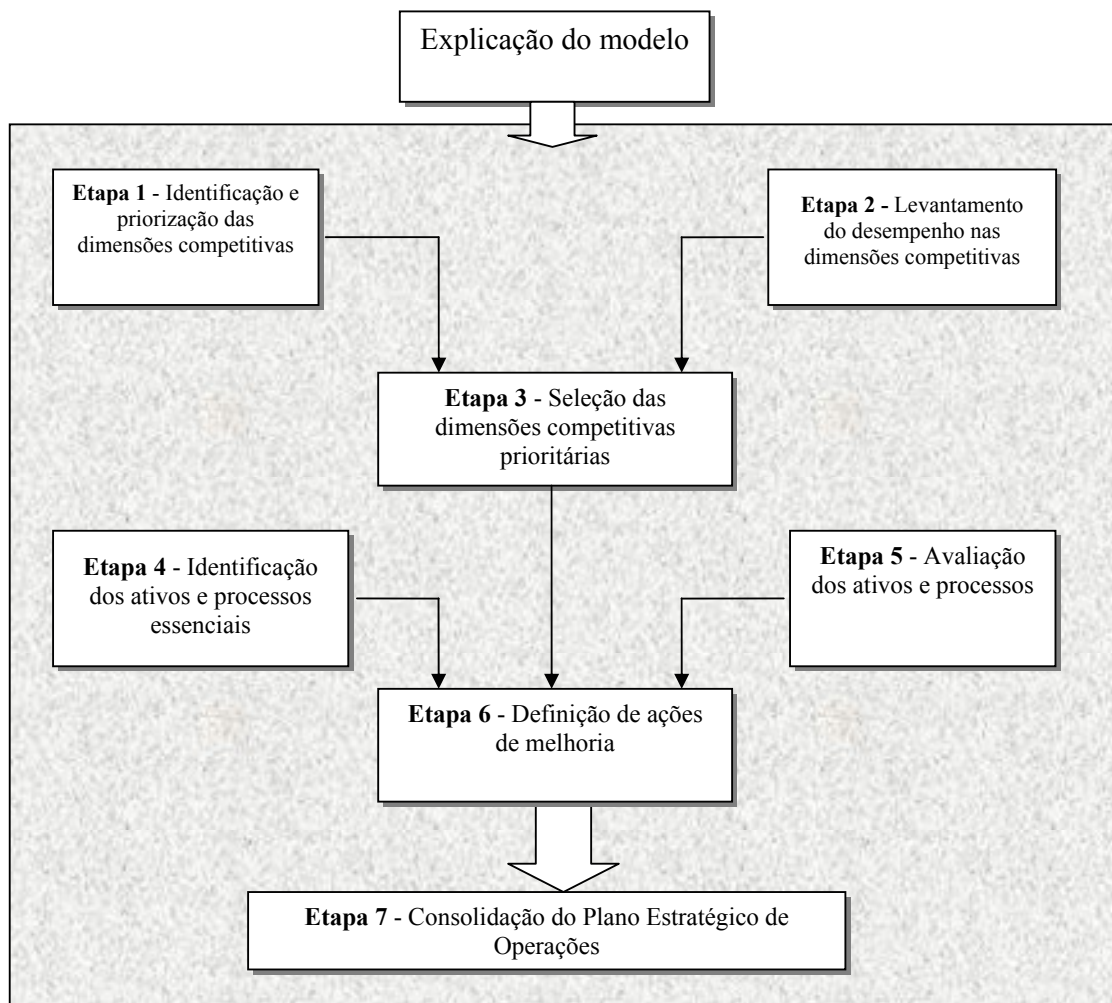 Explicação do modelo
Etapa 1 - Identificação e
priorização das
dimensões competitivas
Etapa 2 - Levantamento
do desempenho nas
dimensões competitivas
Etapa 3 - Seleção das
dimensões competitivas
prioritárias
Etapa 4 - Identificação
dos ativos e processos
essenciais
Etapa 5 - Avaliação
dos ativos e processos
Etapa 6 - Definição de ações
de melhoria
Etapa 7 - Consolidação do Plano Estratégico de
Operações